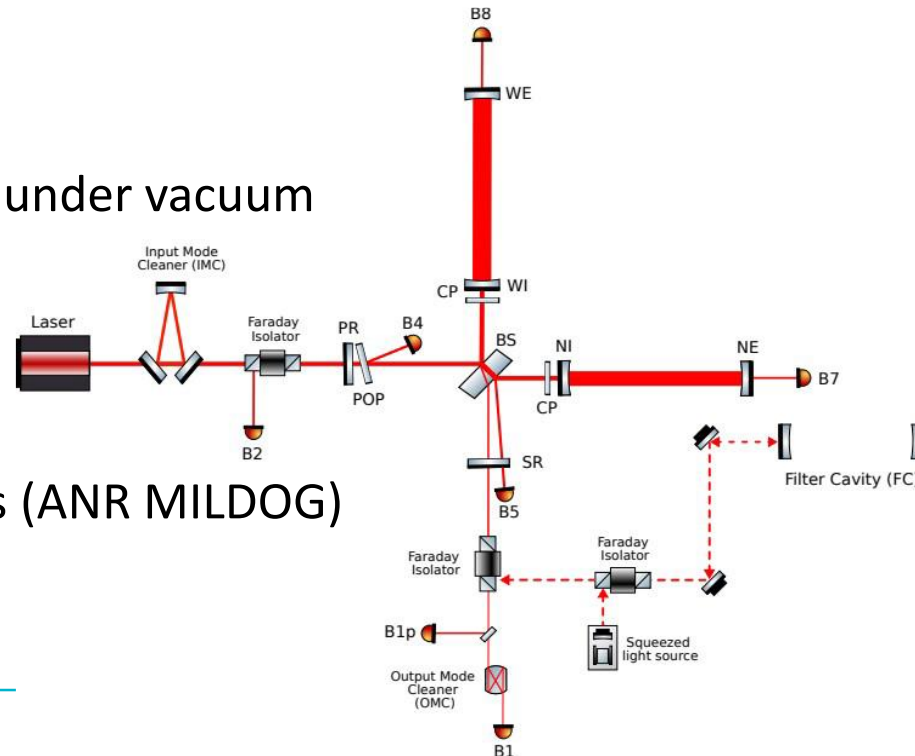 B8
WE
under vacuum
Input Mode
Cleaner (IMC)
CP
WI
Laser
Faraday
Isolator
PR
B4
BS
NI
NE
POP
CP
B7
B2
SR
Filter Cavity (FC)
s (ANR MILDOG)
B5
Faraday
Isolator
Faraday
Isolator
B1p
Squeezed
light source
Output Mode
Cleaner
(OMC)
B1